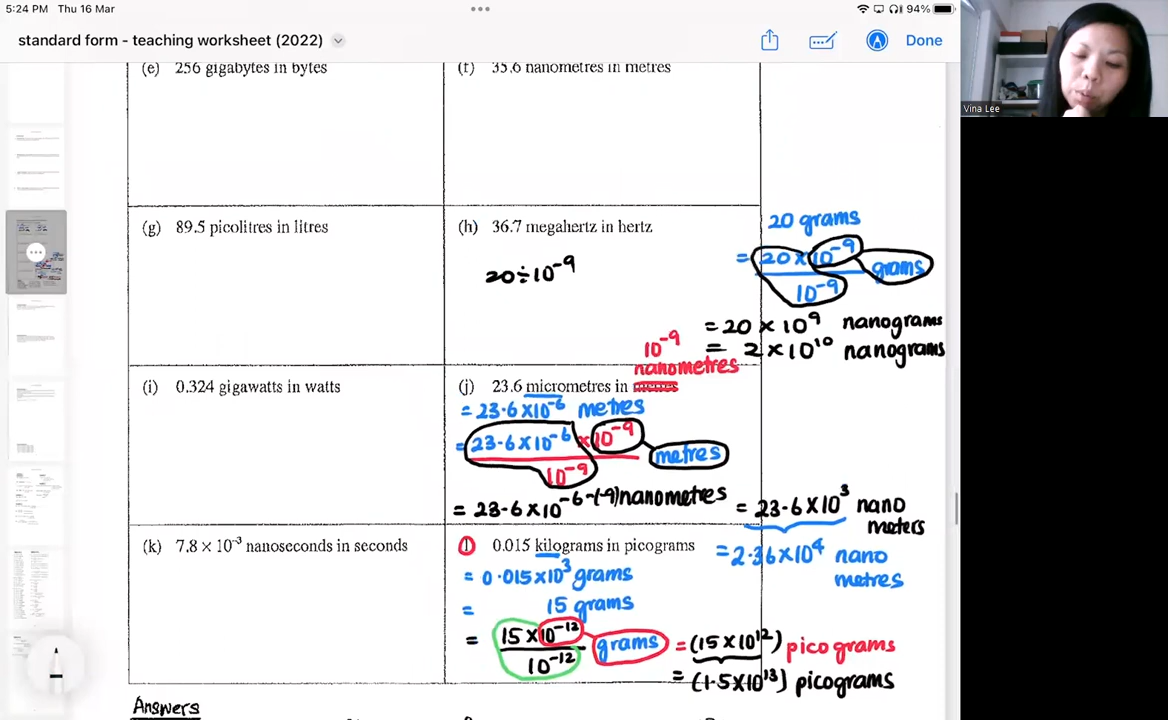 5:24 PM Thu 16 Mar
94%
standard form - teaching worksheet (2022)
Done
Vina Lee
(e) 256 gigabytes in bytes
(f) 35.6 nanometres in metres
(g) 89.5 picolitres in litres
(h) 36.7 megahertz in hertz
20÷10⁻⁹
20 grams
= 20 × 10⁻⁹ / 10⁻⁹ grams
= 20 × 10⁹ nanograms
= 2×10¹⁰ nanograms
(i) 0.324 gigawatts in watts
10⁻⁹
nanometres
(j) 23.6 micrometres in metres
= 23.6 ×10⁻⁶ metres
= 23.6 ×10⁻⁶ ×10⁻⁹ / 10⁻⁹ metres
= 23.6 ×10⁻⁶⁻⁽⁻⁹⁾ nanometres
= 23.6 ×10³ nano
meters
= 2.36 ×10⁴ nano
metres
(k) 7.8 × 10⁻³ nanoseconds in seconds
(l) 0.015 kilograms in picograms
= 0.015×10³ grams
= 15 grams
= 15 ×10⁻¹² / 10⁻¹² grams
= (15 ×10¹²) picograms
= (1.5×10¹³) picograms
Answers